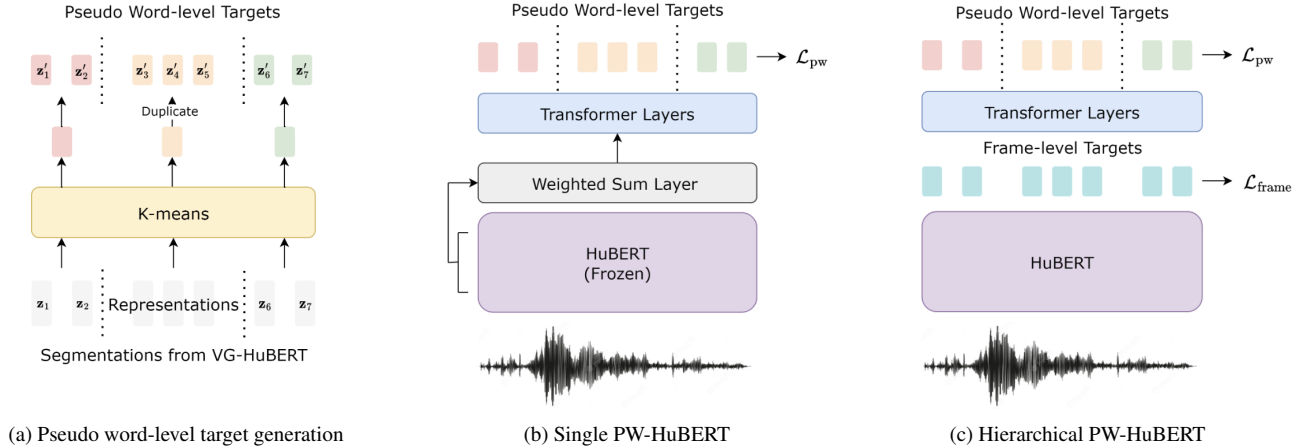 Pseudo Word-level Targets
z′₁ z′₂ z′₃ z′₄ z′₅ z′₆ z′₇
Duplicate
K-means
z₁ z₂ Representations z₆ z₇
Segmentations from VG-HuBERT
(a) Pseudo word-level target generation
Pseudo Word-level Targets
ℒpw
Transformer Layers
Weighted Sum Layer
HuBERT
(Frozen)
(b) Single PW-HuBERT
Pseudo Word-level Targets
ℒpw
Transformer Layers
Frame-level Targets
ℒframe
HuBERT
(c) Hierarchical PW-HuBERT